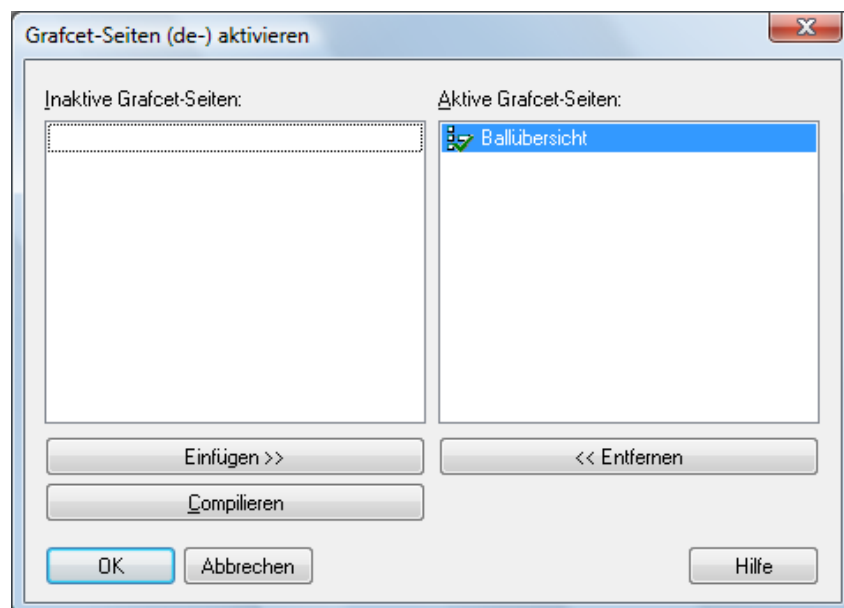 Grafcet-Seiten (de-) aktivieren
Inaktive Grafcet-Seiten:
Aktive Grafcet-Seiten:
Ballübersicht
Einfügen >>
<< Entfernen
Compilieren
OK
Abbrechen
Hilfe